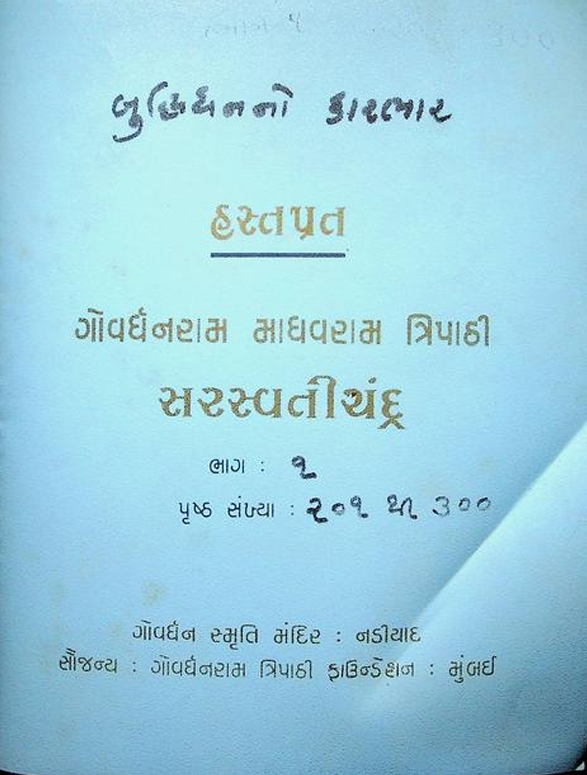 બુદ્ધિધનનો કારભાર
હસ્તપ્રત
ગોવર્ધનરામ માધવરામ ત્રિપાઠી
સરસ્વતીચંદ્ર
ભાગ : ૧
પૃષ્ઠ સંખ્યા : ૨૦૧ થી ૩૦૦
ગોવર્ધન સ્મૃતિ મંદિર : નડીયાદ
સૌજન્ય : ગોવર્ધનરામ ત્રિપાઠી ફાઉન્ડેશન : મુંબઈ